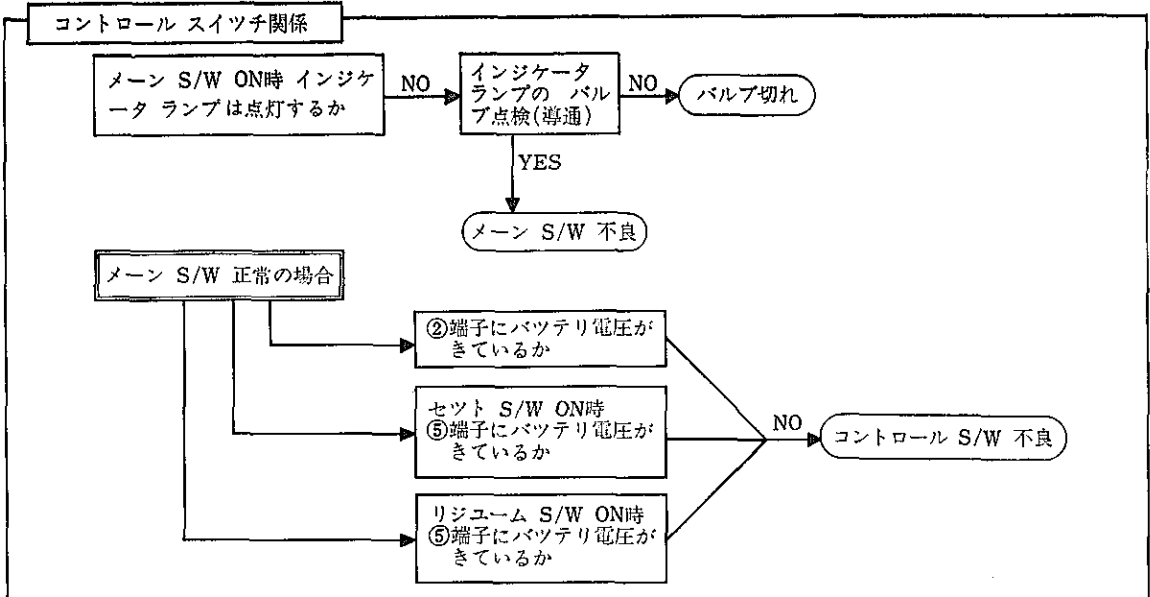 コントロール スイツチ関係
メーン S/W ON時 インジケ
ータ ランプは点灯するか
NO
インジケータ
ランプの バル
ブ点検(導通)
NO
バルブ切れ
YES
メーン S/W 不良
メーン S/W 正常の場合
②端子にバツテリ電圧が
きているか
セツト S/W ON時
⑤端子にバツテリ電圧が
きているか
NO
コントロール S/W 不良
リジユーム S/W ON時
⑤端子にバツテリ電圧が
きているか